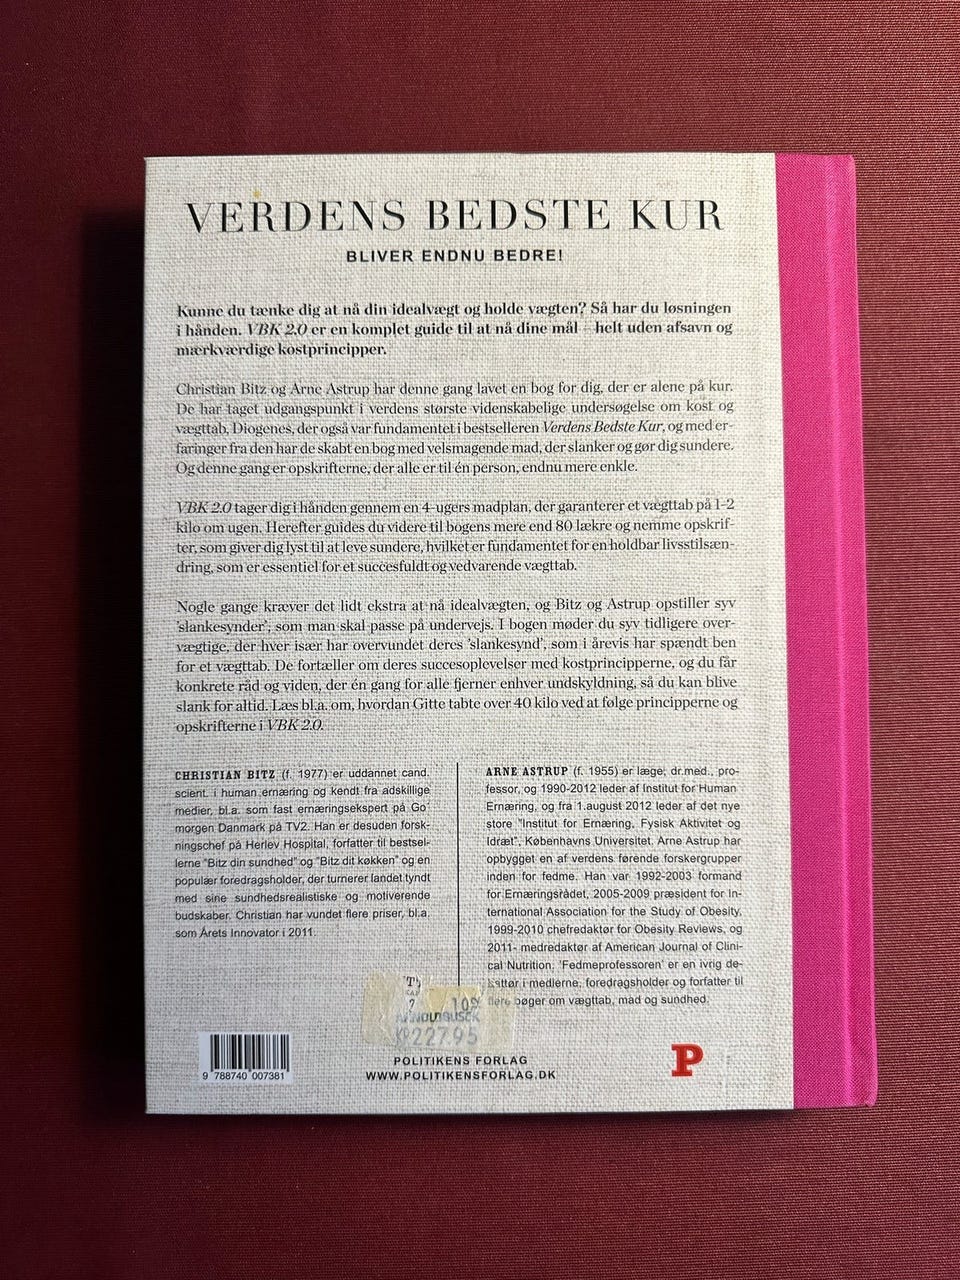 VERDENS BEDSTE KUR
BLIVER ENDNU BEDRE!
Kunne du tænke dig at nå din idealvægt og holde vægten? Så har du løsningen
i hånden. VBK 2.0 er en komplet guide til at nå dine mål – helt uden afsavn og
mærkværdige kostprincipper.
Christian Bitz og Arne Astrup har denne gang lavet en bog for dig, der er alene på kur.
De har taget udgangspunkt i verdens største videnskabelige undersøgelse om kost og
vægttab, Diogenes, der også var fundamentet i bestselleren Verdens Bedste Kur, og med er-
faringer fra den har de skabt en bog med velsmagende mad, der slanker og gør dig sundere.
Og denne gang er opskrifterne, der alle er til én person, endnu mere enkle.
VBK 2.0 tager dig i hånden gennem en 4-ugers madplan, der garanterer et vægttab på 1-2
kilo om ugen. Herefter guides du videre til bogens mere end 80 lækre og nemme opskrif-
ter, som giver dig lyst til at leve sundere, hvilket er fundamentet for en holdbar livsstilsæn-
dring, som er essentiel for et succesfuldt og vedvarende vægttab.
Nogle gange kræver det lidt ekstra at nå idealvægten, og Bitz og Astrup opstiller syv
'slankesynder', som man skal passe på undervejs. I bogen møder du syv tidligere over-
vægtige, der hver især har overvundet deres 'slankesynd', som i årevis har spændt ben
for et vægttab. De fortæller om deres succesoplevelser med kostprincipperne, og du får
konkrete råd og viden, der én gang for alle fjerner enhver undskyldning, så du kan blive
slank for altid. Læs bl.a. om, hvordan Gitte tabte over 40 kilo ved at følge principperne og
opskrifterne i VBK 2.0.
CHRISTIAN BITZ (f. 1977) er uddannet cand.
scient. i human ernæring og kendt fra adskillige
medier, bl.a. som fast ernæringsekspert på Go'
morgen Danmark på TV2. Han er desuden forsk-
ningschef på Herlev Hospital, forfatter til bestsel-
lerne "Bitz din sundhed" og "Bitz dit køkken" og en
populær foredragsholder, der turnerer landet tyndt
med sine sundhedsrealistiske og motiverende
budskaber. Christian har vundet flere priser, bl.a.
som Årets Innovator i 2011.
ARNE ASTRUP (f. 1955) er læge, dr.med., pro-
fessor, og 1990-2012 leder af Institut for Human
Ernæring, og fra 1.august 2012 leder af det nye
store "Institut for Ernæring, Fysisk Aktivitet og
Idræt", Københavns Universitet. Arne Astrup har
opbygget en af verdens førende forskergrupper
inden for fedme. Han var 1992-2003 formand
for Ernæringsrådet, 2005-2009 præsident for In-
ternational Association for the Study of Obesity,
1999-2010 chefredaktør for Obesity Reviews, og
2011- medredaktør af American Journal of Clini-
cal Nutrition. 'Fedmeprofessoren' er en ivrig de-
battør i medierne, foredragsholder og forfatter til
flere bøger om vægttab, mad og sundhed.
227.95
9 788740 007381
POLITIKENS FORLAG
WWW.POLITIKENSFORLAG.DK
P